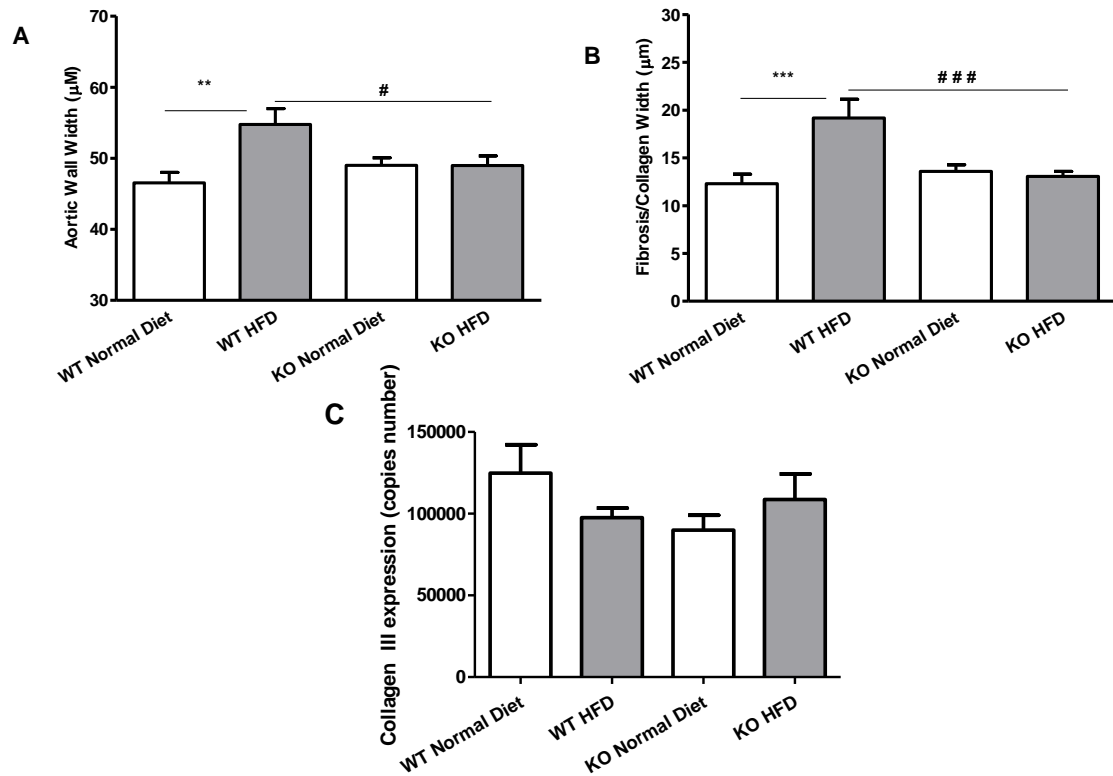 A
Aortic Wall Width (µM)
70
60
50
40
30
**
#
WT Normal Diet
WT HFD
KO Normal Diet
KO HFD
B
Fibrosis/Collagen Width (µm)
30
25
20
15
10
5
0
***
# # #
WT Normal Diet
WT HFD
KO Normal Diet
KO HFD
C
Collagen III expression (copies number)
150000
100000
50000
0
WT Normal Diet
WT HFD
KO Normal Diet
KO HFD